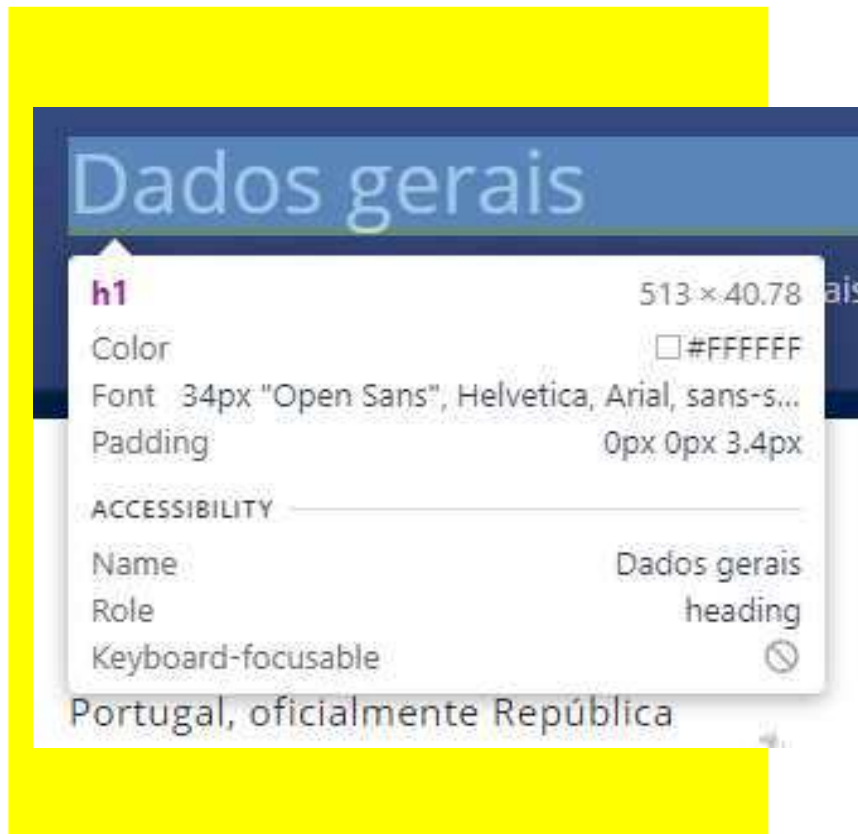 Dados gerais
h1 513 × 40.78
ais
Color #FFFFFF
Font 34px "Open Sans", Helvetica, Arial, sans-s...
Padding 0px 0px 3.4px
ACCESSIBILITY
Name Dados gerais
Role heading
Keyboard-focusable
Portugal, oficialmente República